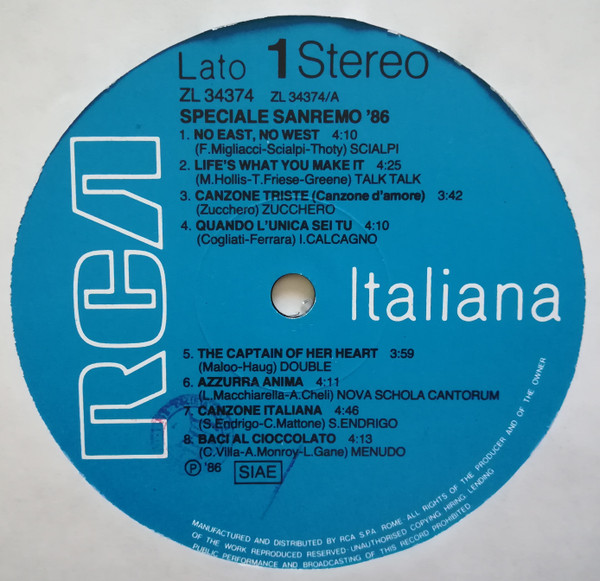 Lato 1 Stereo
ZL 34374 ZL 34374/A
SPECIALE SANREMO '86
1. NO EAST, NO WEST 4:10
(F.Migliacci-Scialpi-Thoty) SCIALPI
2. LIFE'S WHAT YOU MAKE IT 4:25
(M.Hollis-T.Friese-Greene) TALK TALK
3. CANZONE TRISTE (Canzone d'amore) 3:42
(Zucchero) ZUCCHERO
4. QUANDO L'UNICA SEI TU 4:10
(Cogliati-Ferrara) I.CALCAGNO
RCA
Italiana
5. THE CAPTAIN OF HER HEART 3:59
(Maloo-Haug) DOUBLE
6. AZZURRA ANIMA 4:11
(L.Macchiarella-A.Cheli) NOVA SCHOLA CANTORUM
7. CANZONE ITALIANA 4:46
(S.Endrigo-C.Mattone) S.ENDRIGO
8. BACI AL CIOCCOLATO 4:13
(C.Villa-A.Monroy-L.Gane) MENUDO
Ⓟ '86 SIAE
MANUFACTURED AND DISTRIBUTED BY RCA S.P.A. ROME ALL RIGHTS OF THE PRODUCER AND OF THE OWNER
OF THE WORK REPRODUCED RESERVED·UNAUTHORISED COPYING HIRING LENDING
PUBLIC PERFORMANCE AND BROADCASTING OF THIS RECORD PROHIBITED